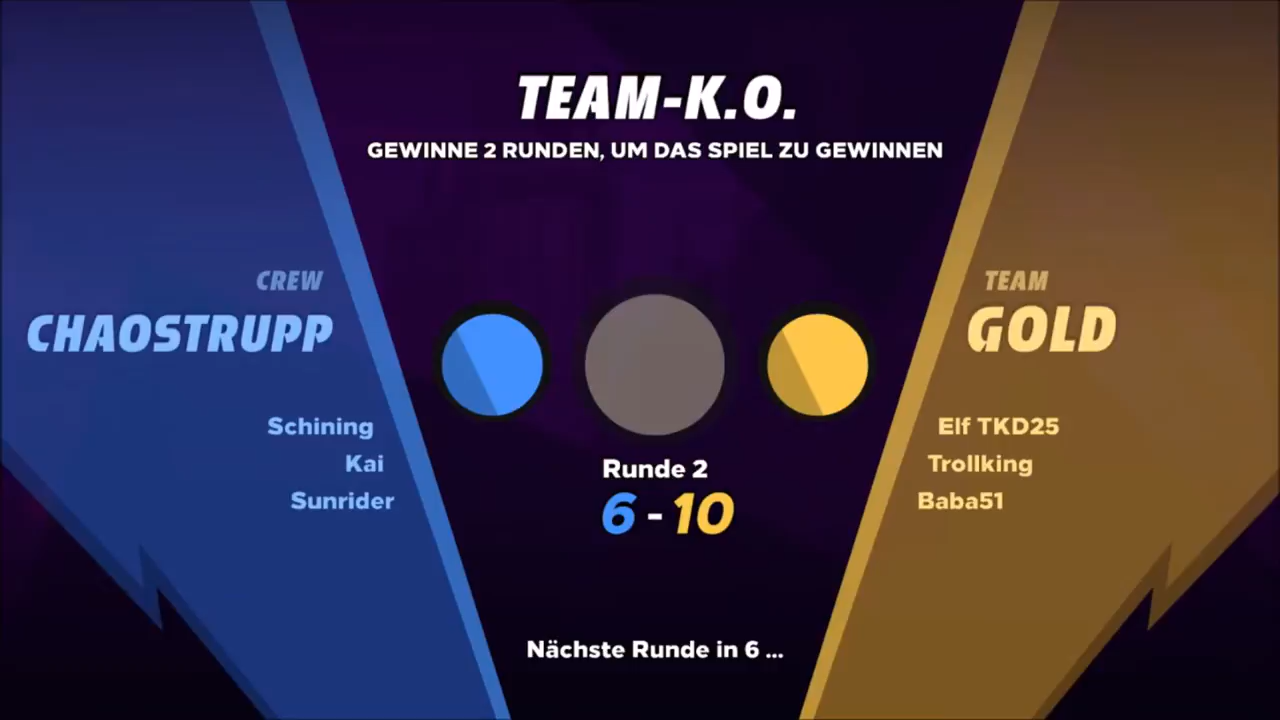 TEAM-K.O.
GEWINNE 2 RUNDEN, UM DAS SPIEL ZU GEWINNEN
CREW
CHAOSTRUPP
Schining
Kai
Sunrider
Runde 2
6 - 10
TEAM
GOLD
Elf TKD25
Trollking
Baba51
Nächste Runde in 6 ...